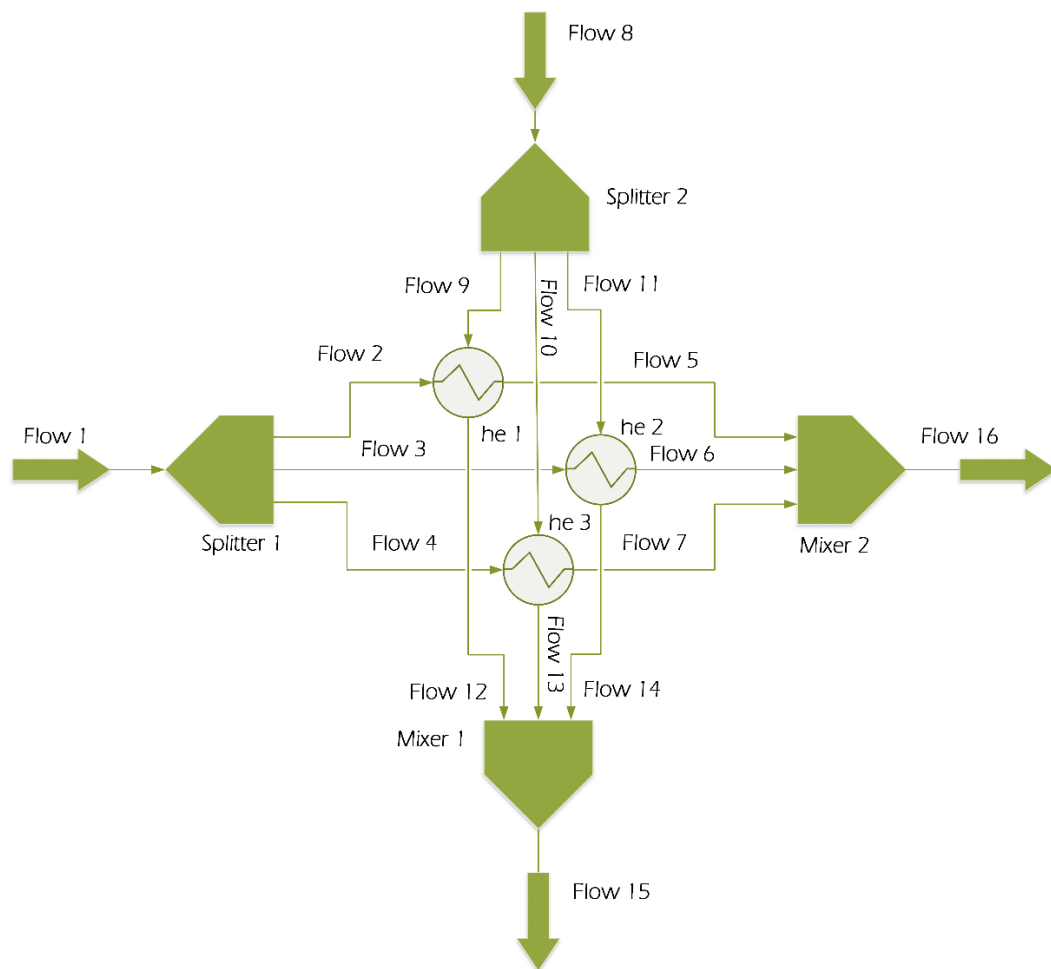 Flow 8
Splitter 2
Flow 9
Flow 10
Flow 11
Flow 2
Flow 5
he 1
he 2
Flow 1
Flow 3
Flow 6
Flow 16
he 3
Splitter 1
Flow 4
Flow 7
Mixer 2
Flow 13
Flow 12
Flow 14
Mixer 1
Flow 15